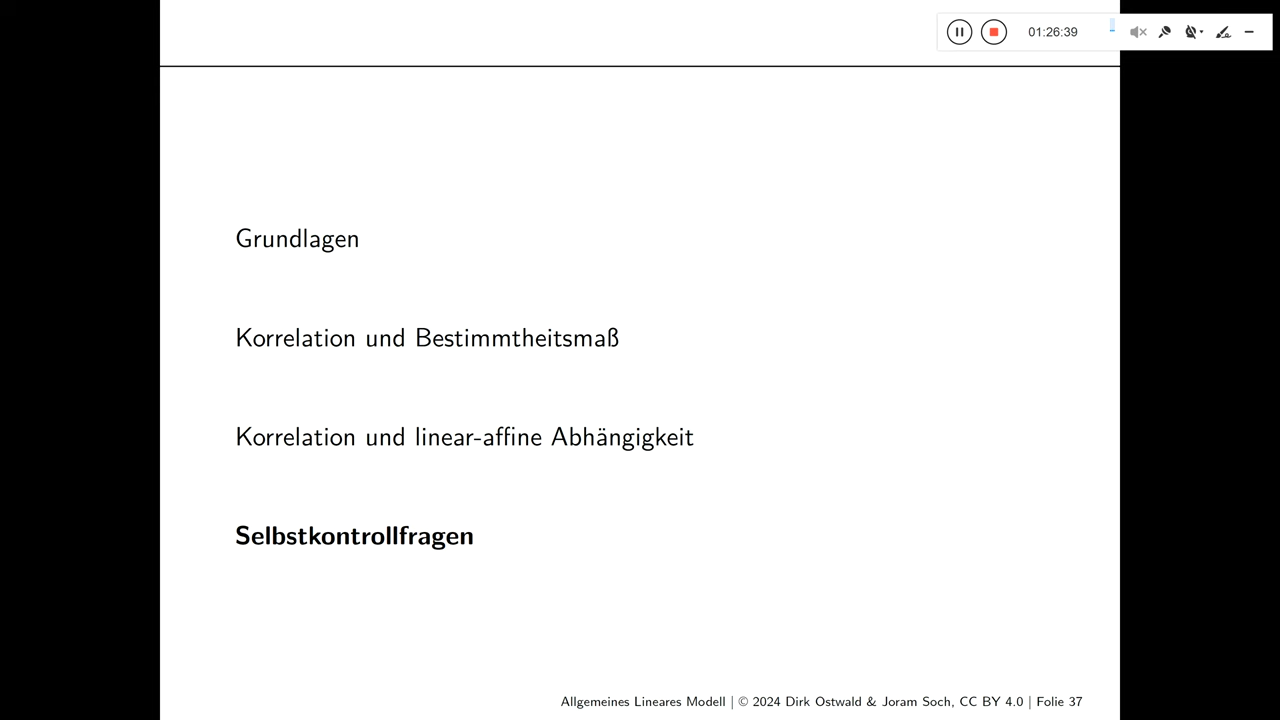 01:26:39
Grundlagen
Korrelation und Bestimmtheitsmaß
Korrelation und linear-affine Abhängigkeit
Selbstkontrollfragen
Allgemeines Lineares Modell | © 2024 Dirk Ostwald & Joram Soch, CC BY 4.0 | Folie 37